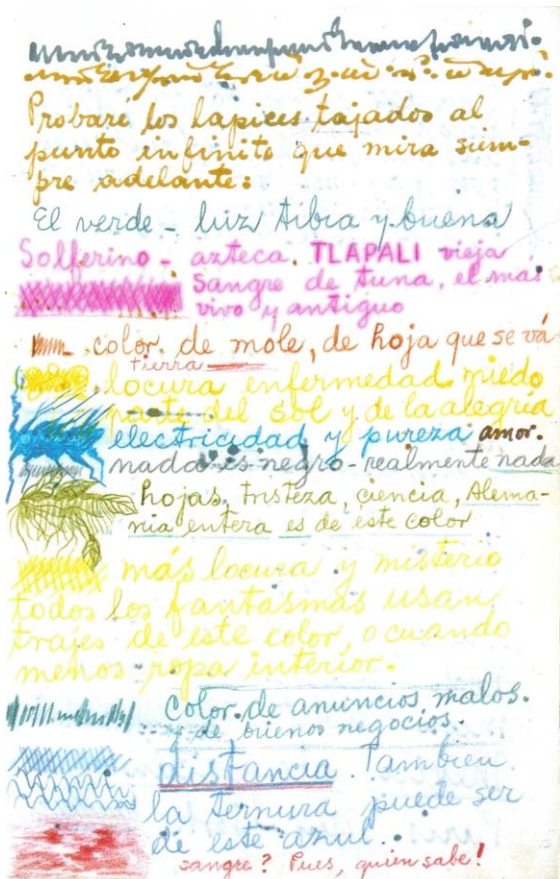 Probaré los lápices tajados al
punto infinito que mira siem-
pre adelante:
El verde - luz tibia y buena
Solferino - azteca. TLAPALI vieja
sangre de tuna, el más
vivo y antiguo
color de mole, de hoja que se vá
tierra
locura enfermedad miedo
parte del sol y de la alegría
electricidad y pureza amor.
nada es negro - realmente nada
hojas, tristeza, ciencia, Alema-
nia entera es de este color
más locura y misterio
todos los fantasmas usan
trajes de este color, o cuando
menos ropa interior.
color de anuncios malos.
y de buenos negocios.
distancia. Tambien
la ternura puede ser
de este azul.
sangre? Pues, quien sabe!